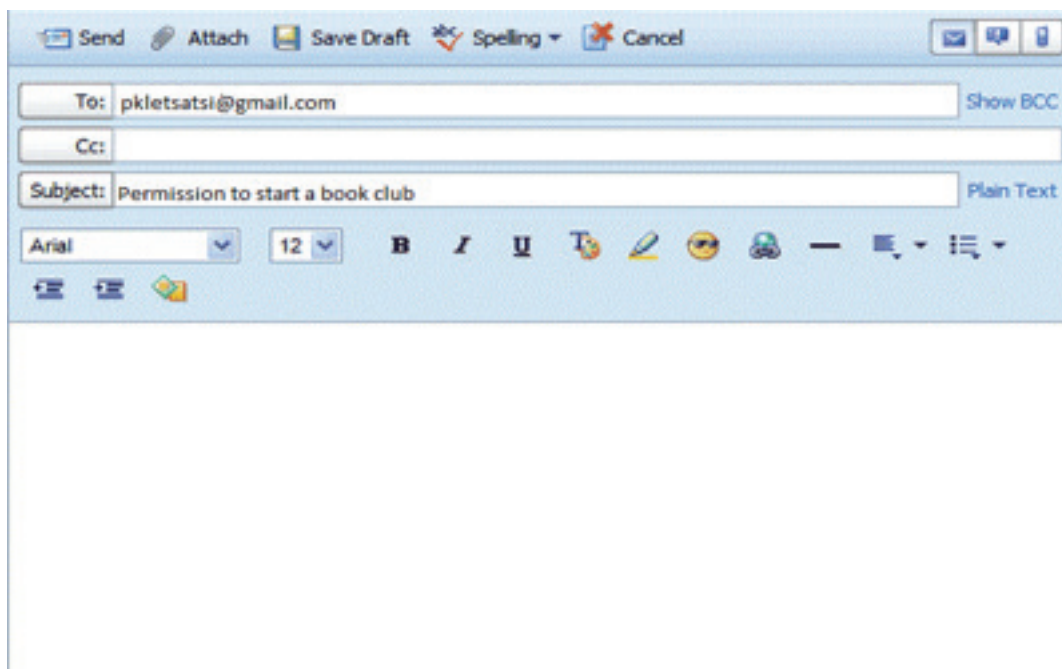 Send Attach Save Draft abc Spelling Cancel
To: pkletsatsi@gmail.com Show BCC
Cc:
Subject: Permission to start a book club Plain Text
Arial 12 B I U T